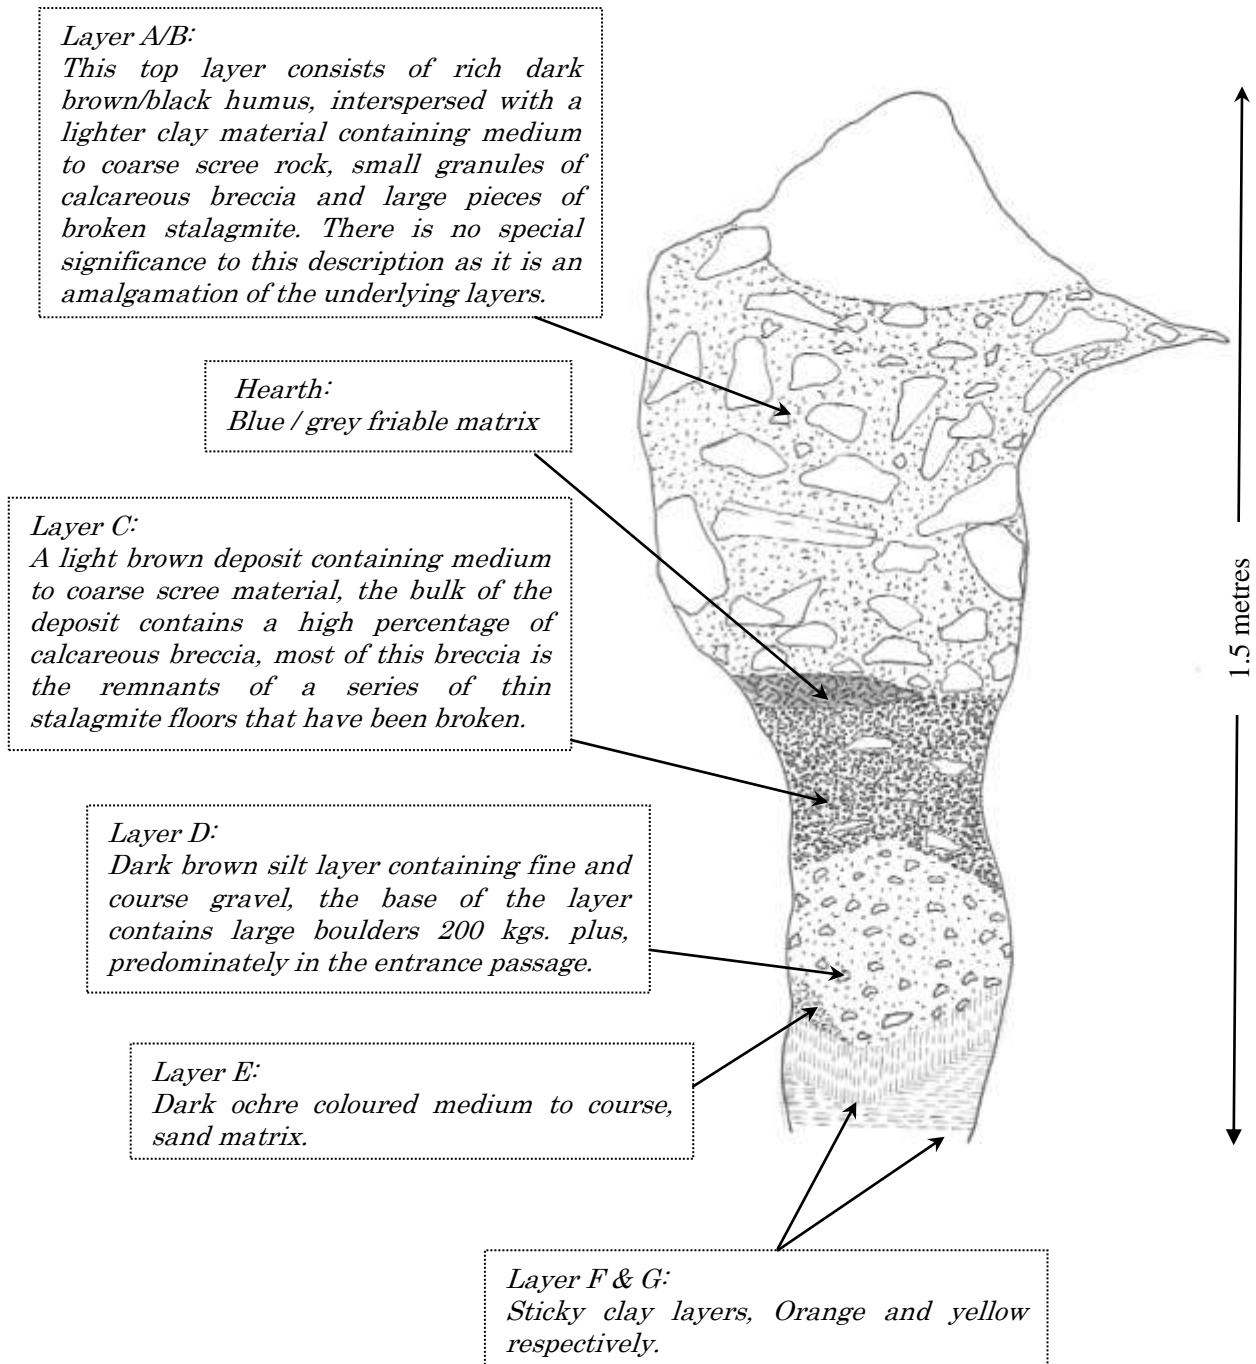 Layer A/B:
This top layer consists of rich dark
brown/black humus, interspersed with a
lighter clay material containing medium
to coarse scree rock, small granules of
calcareous breccia and large pieces of
broken stalagmite. There is no special
significance to this description as it is an
amalgamation of the underlying layers.
Hearth:
Blue / grey friable matrix
Layer C:
A light brown deposit containing medium
to coarse scree material, the bulk of the
deposit contains a high percentage of
calcareous breccia, most of this breccia is
the remnants of a series of thin
stalagmite floors that have been broken.
Layer D:
Dark brown silt layer containing fine and
course gravel, the base of the layer
contains large boulders 200 kgs. plus,
predominately in the entrance passage.
Layer E:
Dark ochre coloured medium to course,
sand matrix.
Layer F & G:
Sticky clay layers, Orange and yellow
respectively.
1.5 metres